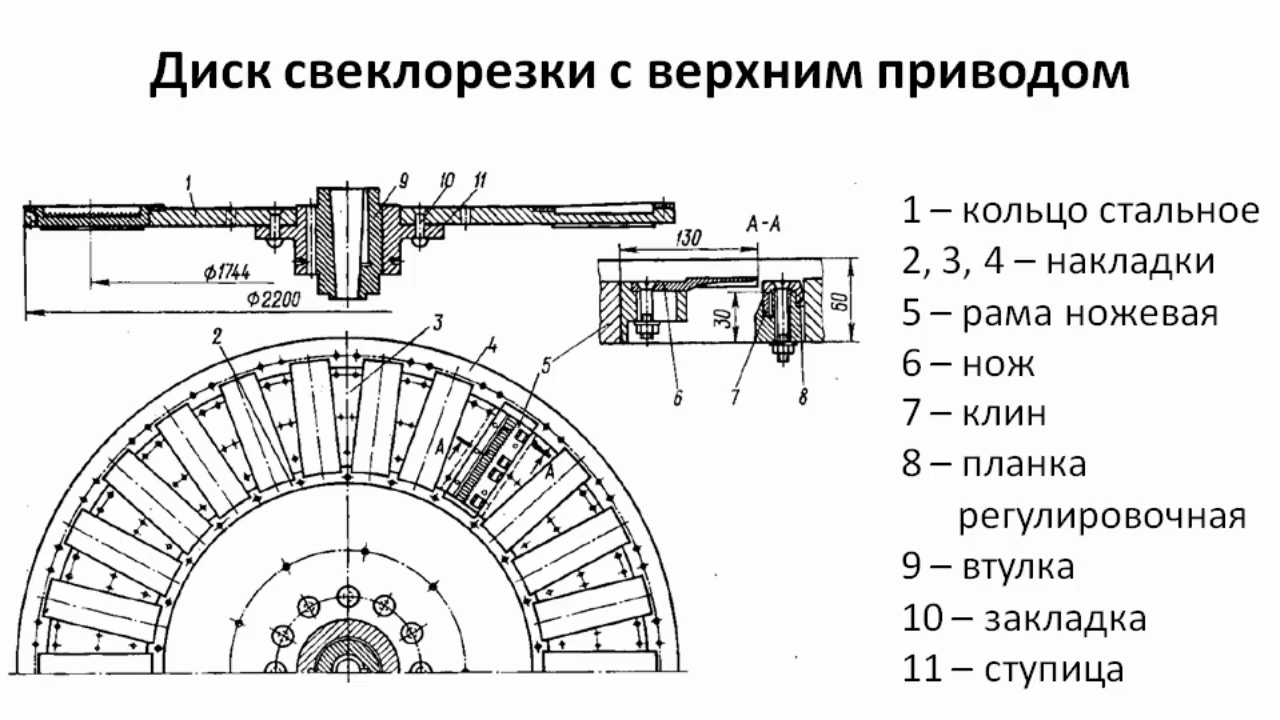 Диск свеклорезки с верхним приводом
1
9
10
11
А-А
130
ф1744
ф2200
30
60
2
3
4
5
6
7
8
А
А
1 – кольцо стальное
2, 3, 4 – накладки
5 – рама ножевая
6 – нож
7 – клин
8 – планка
регулировочная
9 – втулка
10 – закладка
11 – ступица